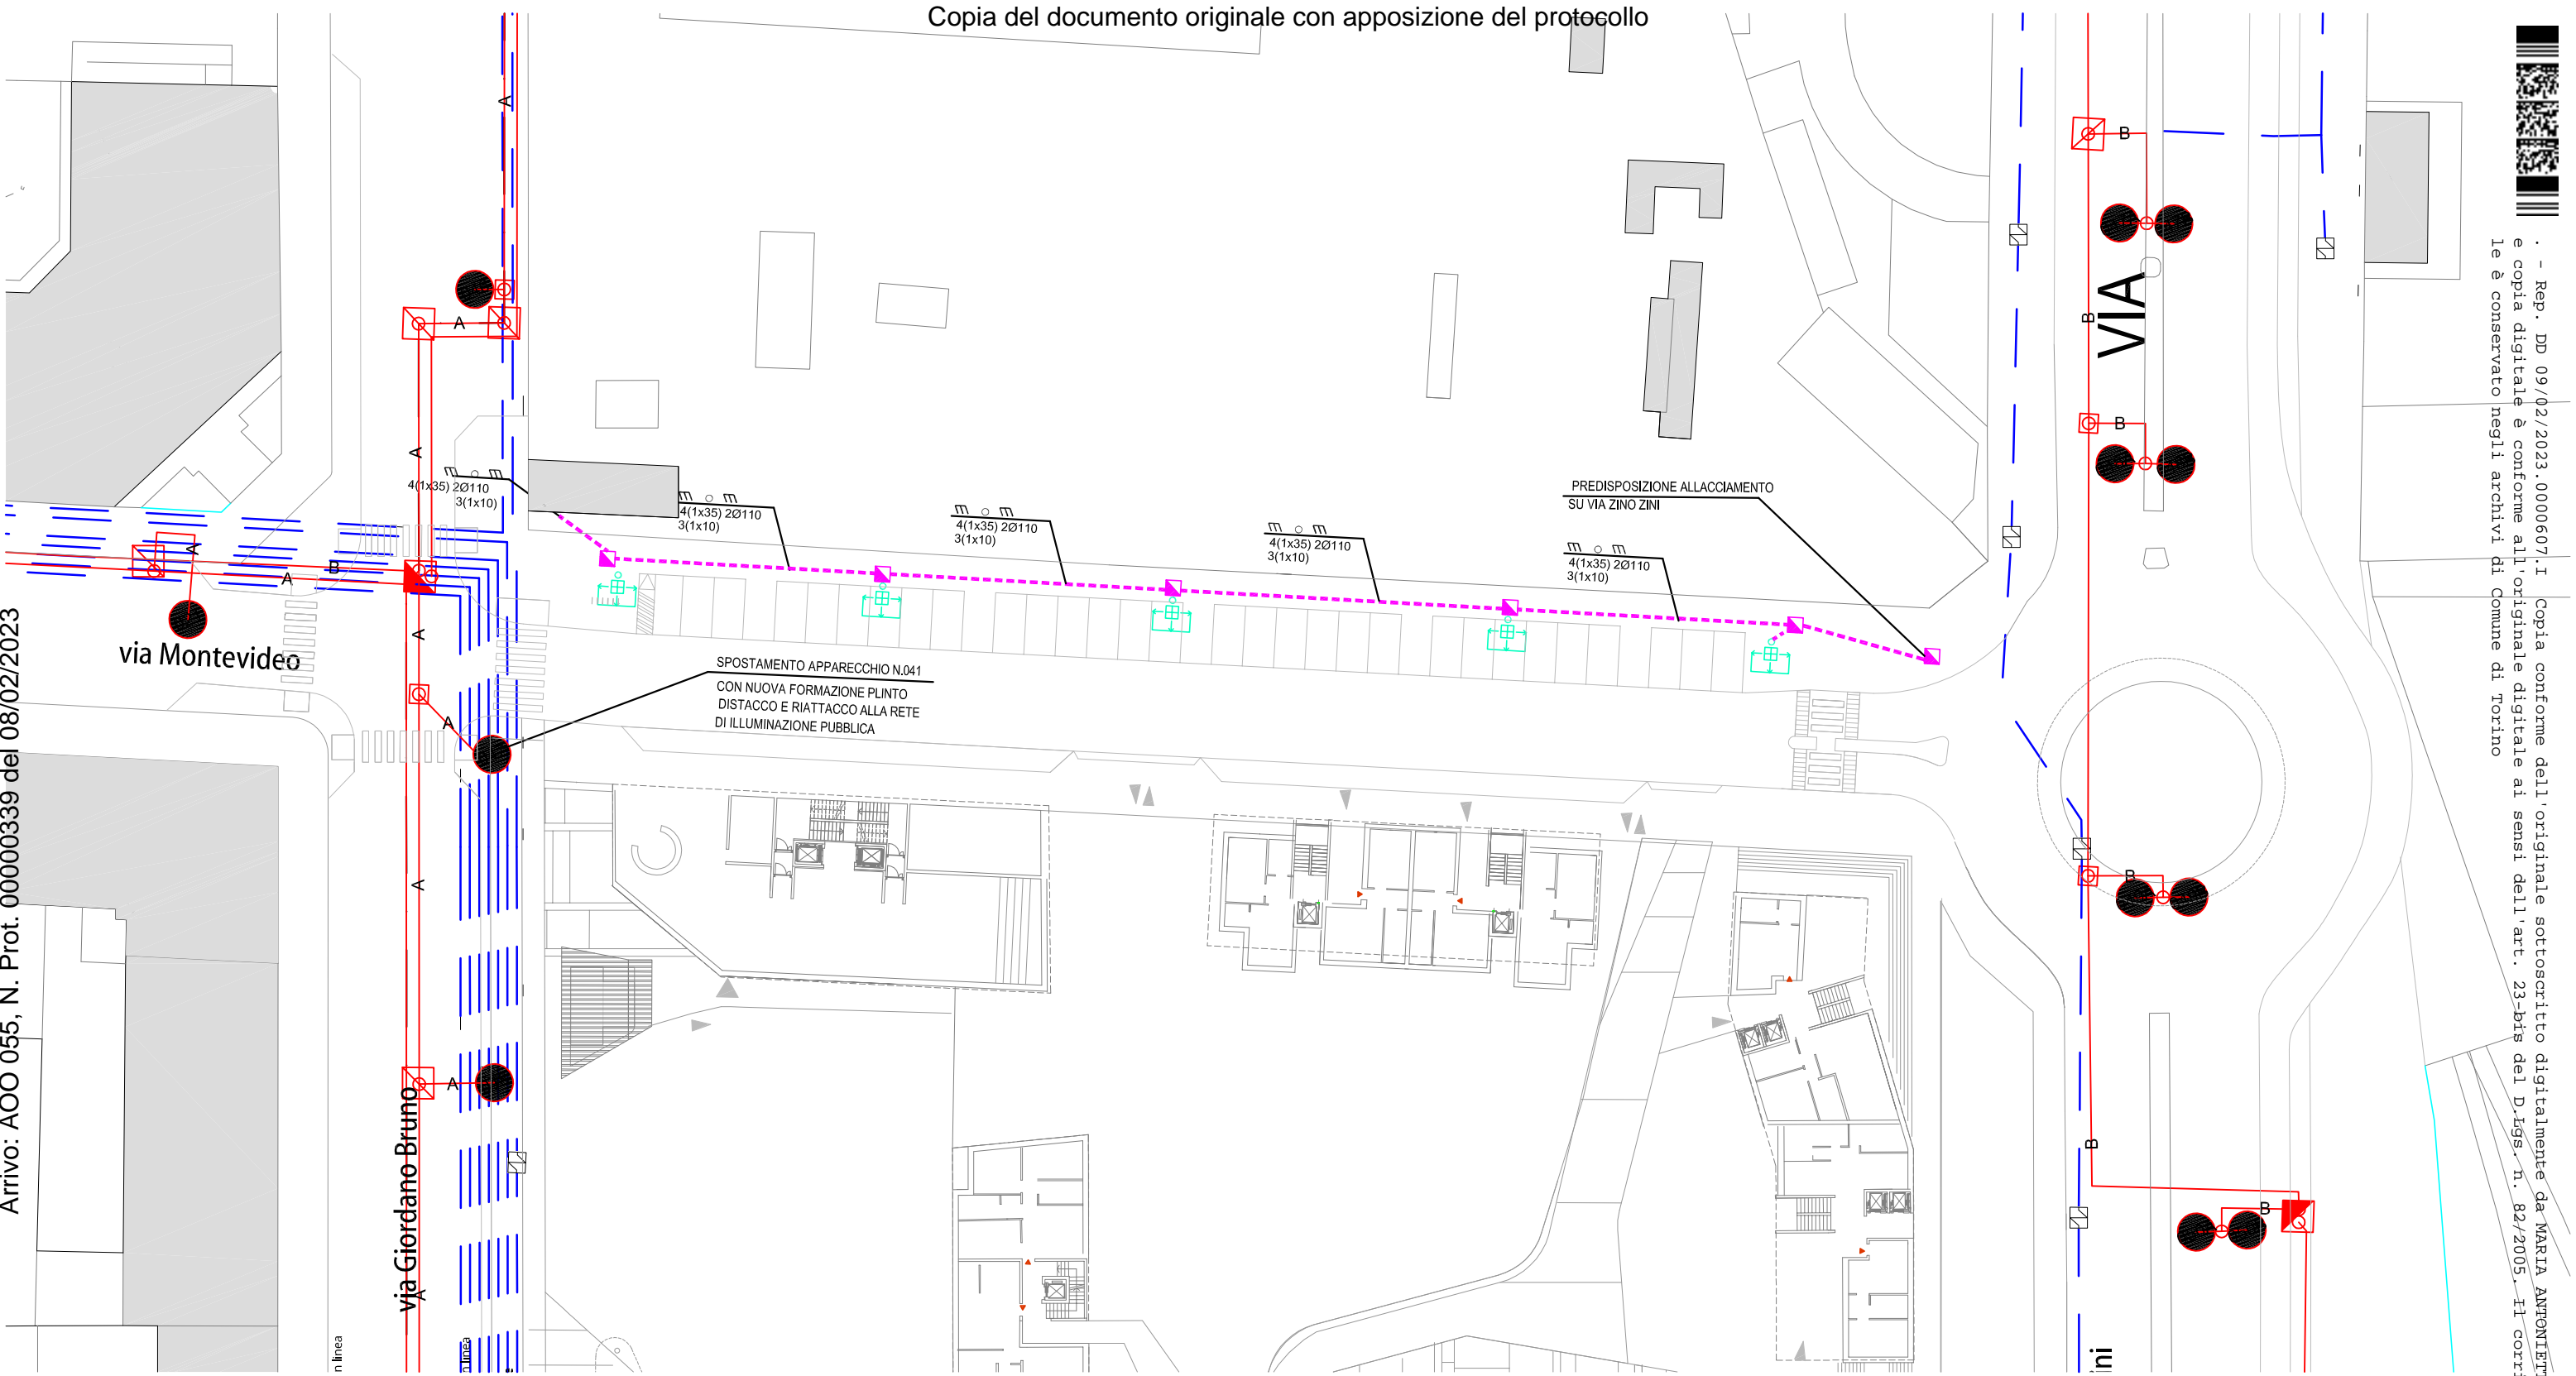 Copia del documento originale con apposizione del protocollo
A
A
A
4(1x35) 2Ø110
3(1x10)
4(1x35) 2Ø110
3(1x10)
4(1x35) 2Ø110
3(1x10)
4(1x35) 2Ø110
3(1x10)
4(1x35) 2Ø110
3(1x10)
PREDISPOSIZIONE ALLACCIAMENTO
SU VIA ZINO ZINI
A
A
B
via Montevideo
A
A
SPOSTAMENTO APPARECCHIO N.041
CON NUOVA FORMAZIONE PLINTO
DISTACCO E RIATTACCO ALLA RETE
DI ILLUMINAZIONE PUBBLICA
A
A
via Giordano Bruno
A
n linea
n linea
B
VIA
B
B
B
B
B
ini
Arrivo: AOO 055, N. Prot. 000000339 del 08/02/2023
. - Rep. DD 09/02/2023.0000607.I   Copia conforme dell'originale sottoscritto digitalmente da MARIA ANTONIETT
e copia digitale è conforme all'originale digitale ai sensi dell'art. 23-bis del D.Lgs. n. 82/2005. Il corri
le è conservato negli archivi di Comune di Torino